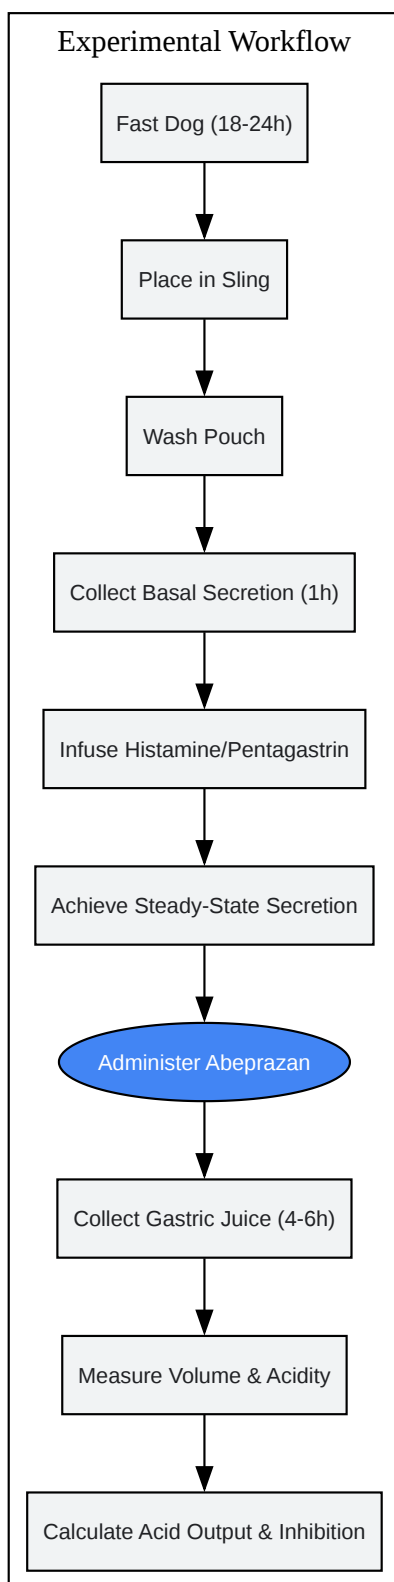 Experimental Workflow
Fast Dog (18-24h)
Place in Sling
Wash Pouch
Collect Basal Secretion (1h)
Infuse Histamine/Pentagastrin
Achieve Steady-State Secretion
Administer Abeprazan
Collect Gastric Juice (4-6h)
Measure Volume & Acidity
Calculate Acid Output & Inhibition